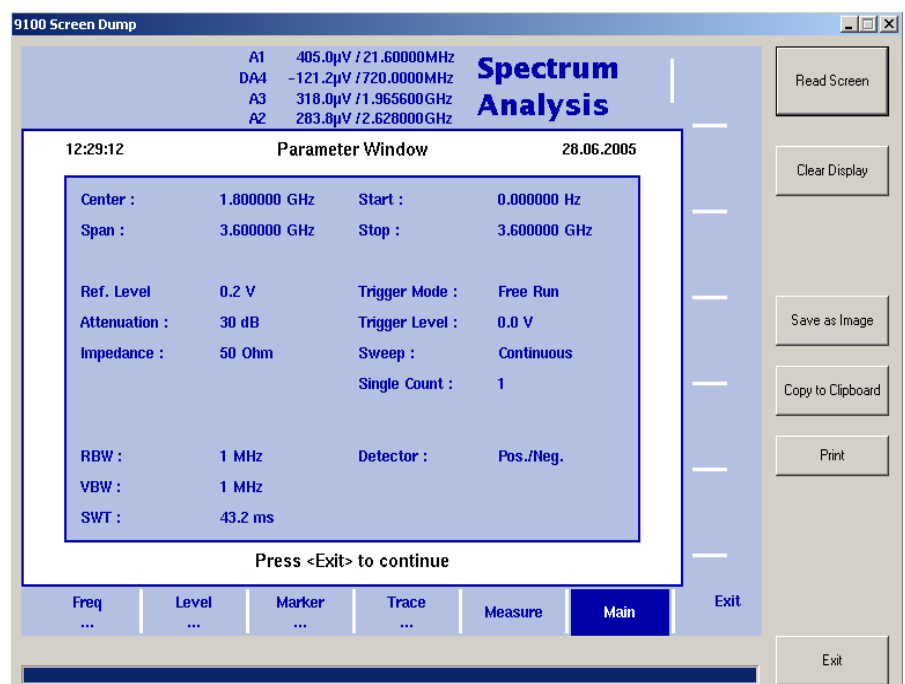 9100 Screen Dump
A1 405.0µV / 21.60000MHz
DA4 -121.2µV / 720.0000MHz
A3 318.0µV / 1.965600GHz
A2 283.8µV / 2.628000GHz
Spectrum
Analysis
12:29:12 Parameter Window 28.06.2005
Center : 1.800000 GHz Start : 0.000000 Hz
Span : 3.600000 GHz Stop : 3.600000 GHz
Ref. Level 0.2 V Trigger Mode : Free Run
Attenuation : 30 dB Trigger Level : 0.0 V
Impedance : 50 Ohm Sweep : Continuous
Single Count : 1
RBW : 1 MHz Detector : Pos./Neg.
VBW : 1 MHz
SWT : 43.2 ms
Press <Exit> to continue
Freq ... Level ... Marker ... Trace ... Measure Main Exit
Read Screen
Clear Display
Save as Image
Copy to Clipboard
Print
Exit